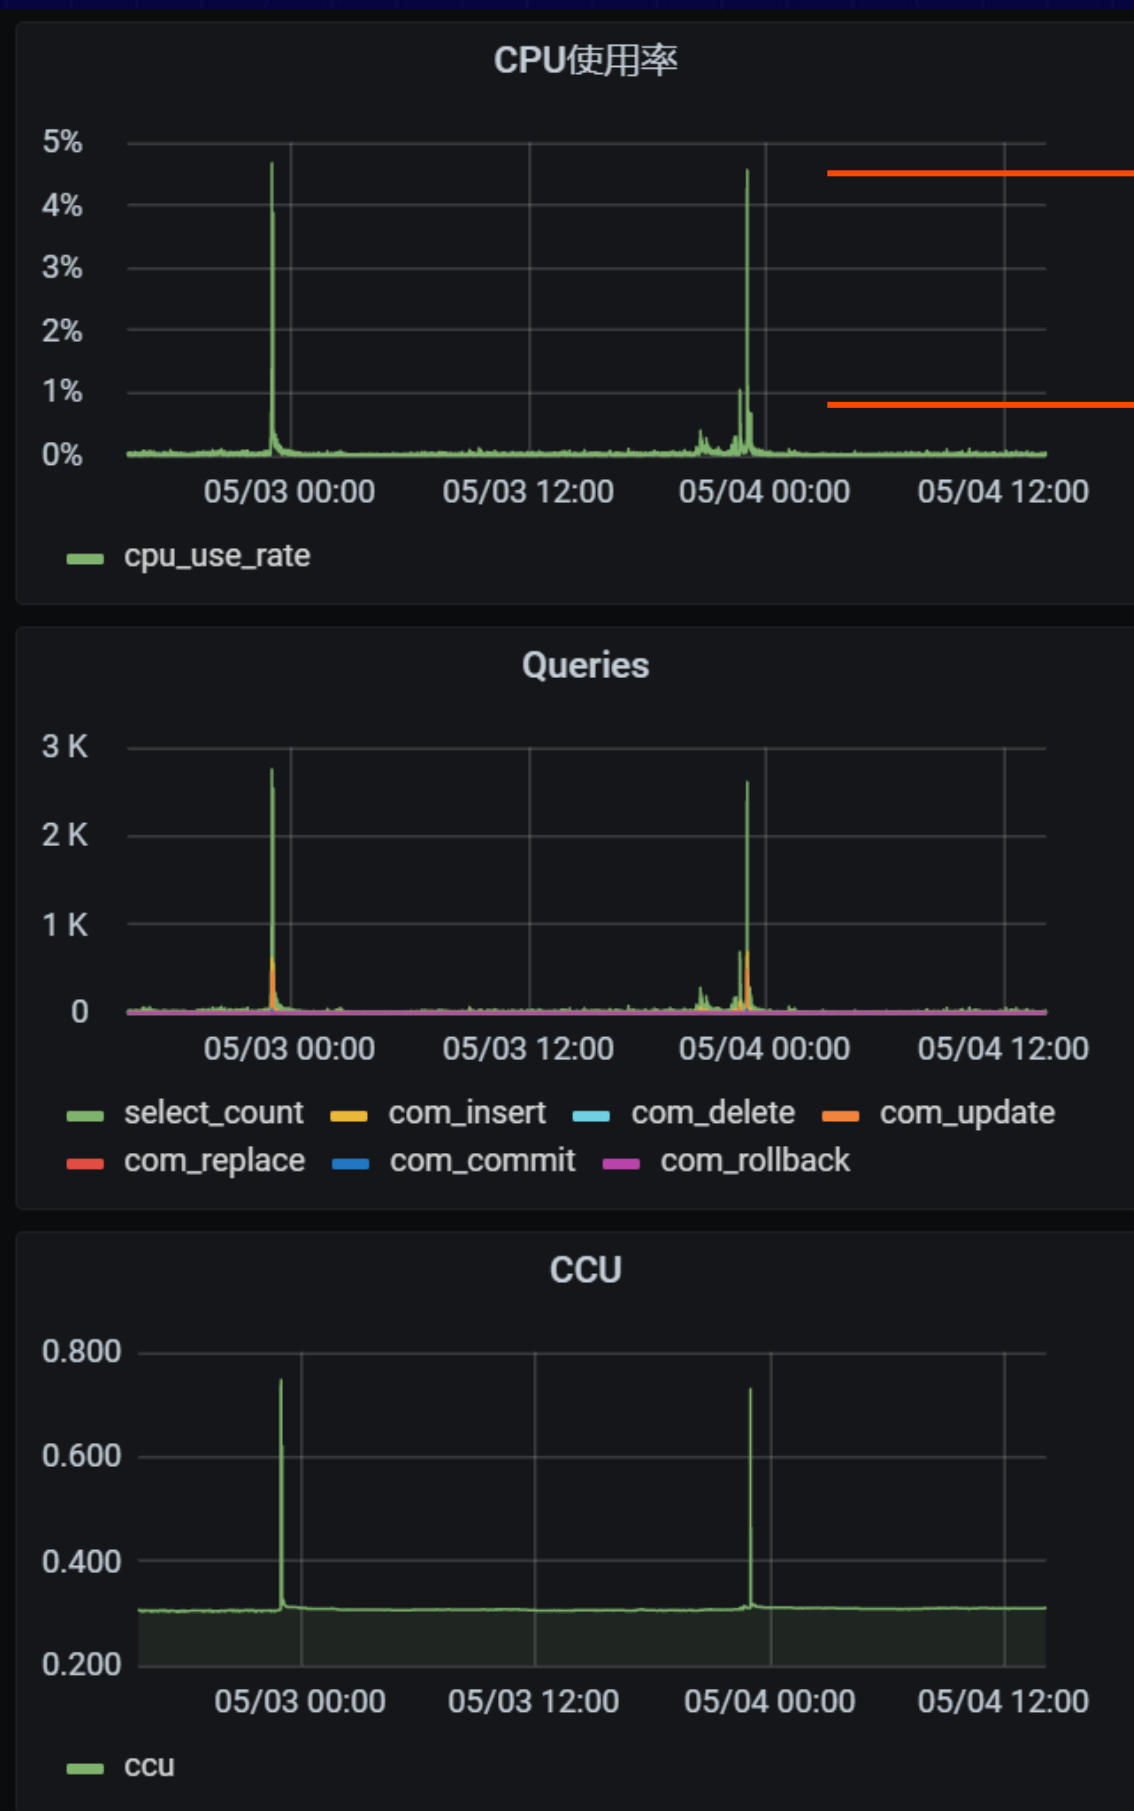 CPU使用率
5%
4%
3%
2%
1%
0%
05/03 00:00 05/03 12:00 05/04 00:00 05/04 12:00
cpu_use_rate
Queries
3 K
2 K
1 K
0
05/03 00:00 05/03 12:00 05/04 00:00 05/04 12:00
select_count com_insert com_delete com_update
com_replace com_commit com_rollback
CCU
0.800
0.600
0.400
0.200
05/03 00:00 05/03 12:00 05/04 00:00 05/04 12:00
ccu